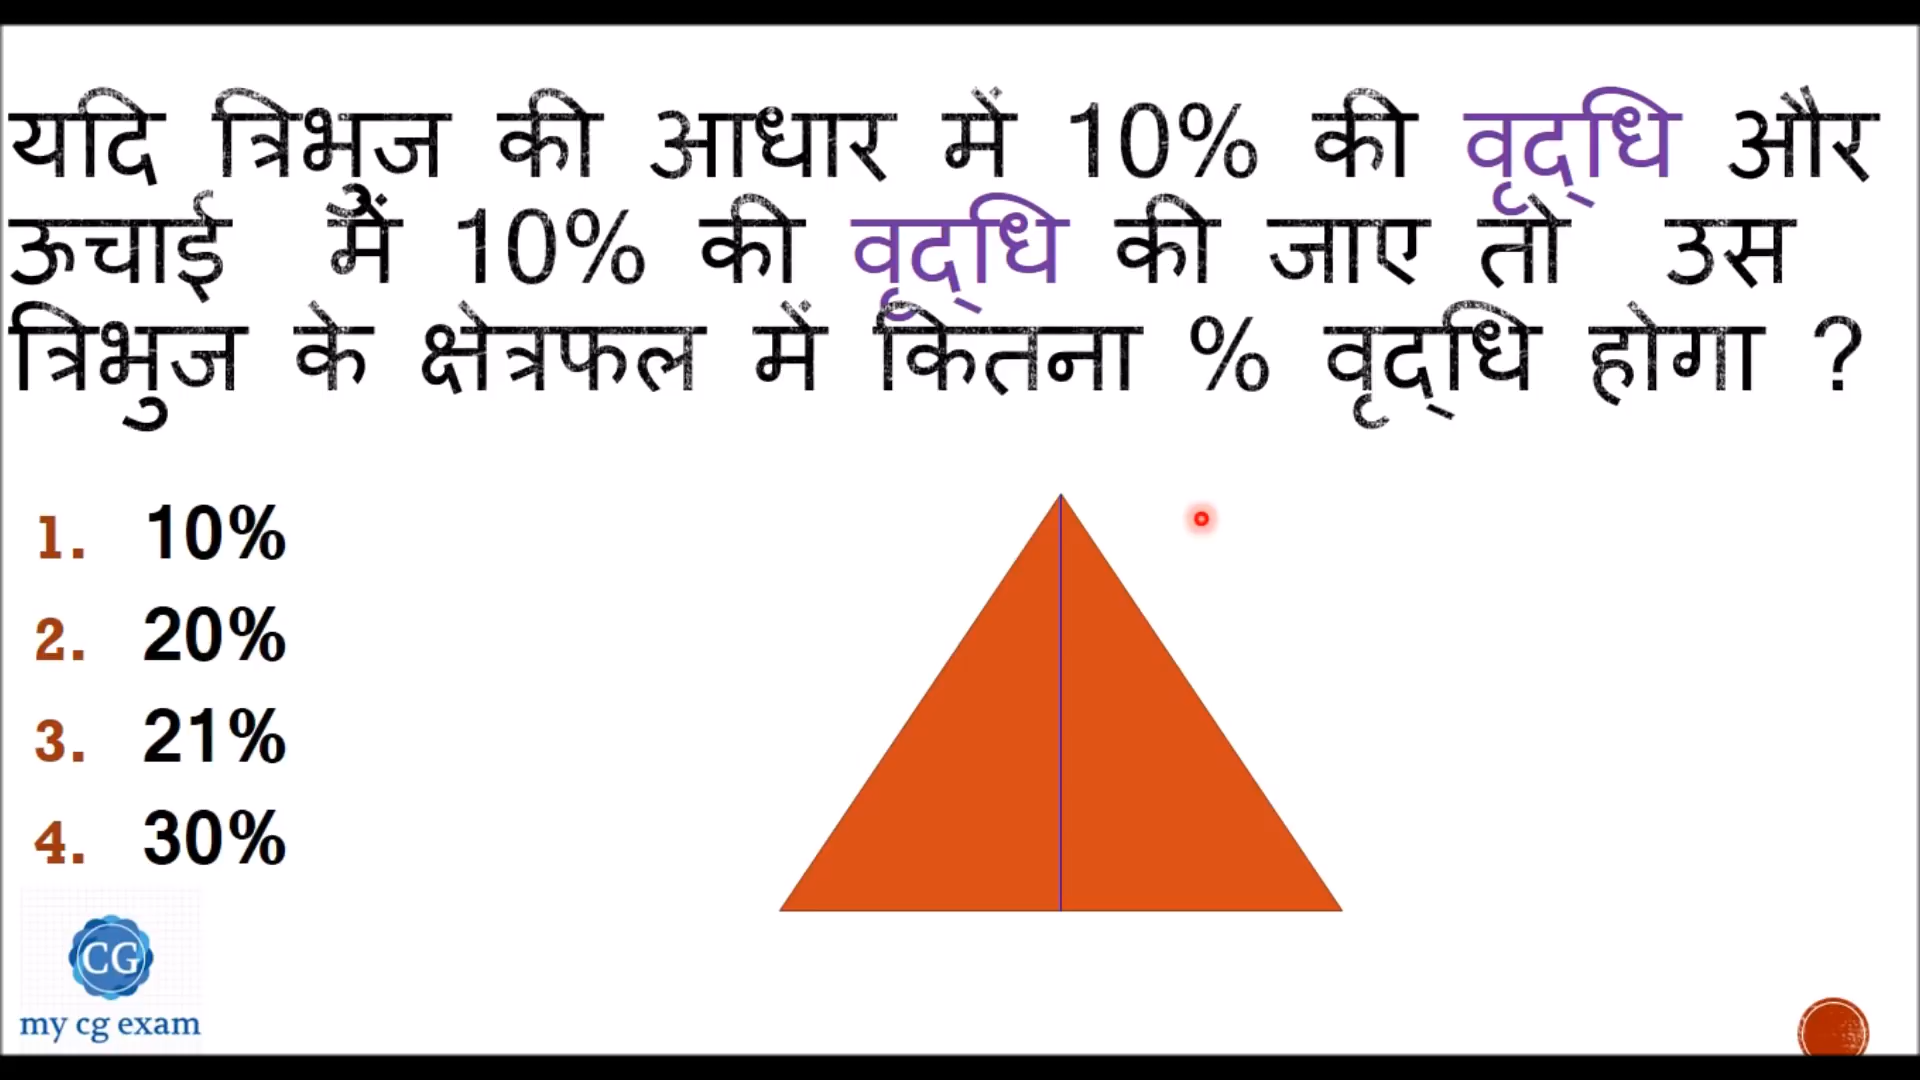 यदि त्रिभुज की आधार में 10% की वृद्‌धि और
ऊचाई में 10% की वृद्‌धि की जाए तो उस
त्रिभुज के क्षेत्रफल में कितना % वृद्‌धि होगा ?
1. 10%
2. 20%
3. 21%
4. 30%
CG
my cg exam